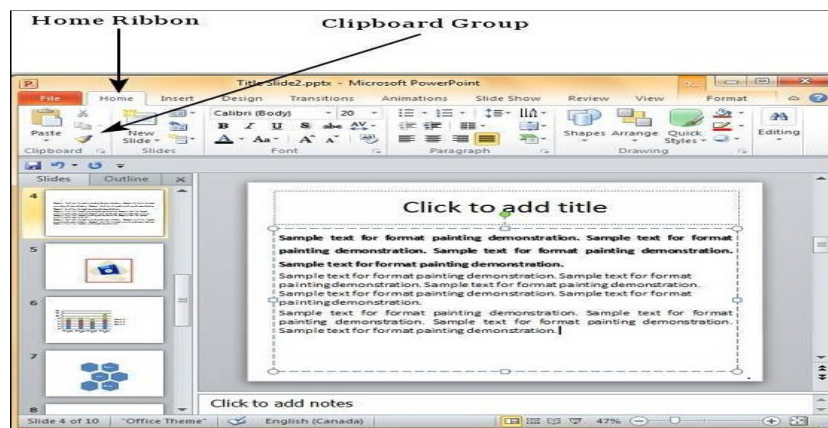 Home Ribbon Clipboard Group
Title Slide2.pptx - Microsoft PowerPoint
File Home Insert Design Transitions Animations Slide Show Review View Format
Calibri (Body) 20
Paste New Slide Shapes Arrange Quick Styles Editing
Clipboard Slides Font Paragraph Drawing
Slides Outline
4
5
6
7
8
Click to add title
Sample text for format painting demonstration. Sample text for format
painting demonstration. Sample text for format painting demonstration.
Sample text for format painting demonstration.
Sample text for format painting demonstration. Sample text for format
painting demonstration. Sample text for format painting demonstration.
Sample text for format painting demonstration. Sample text for format
painting demonstration.
Sample text for format painting demonstration. Sample text for format
painting demonstration. Sample text for format painting demonstration.
Sample text for format painting demonstration.
Click to add notes
Slide 4 of 10 "Office Theme" English (Canada) 47%